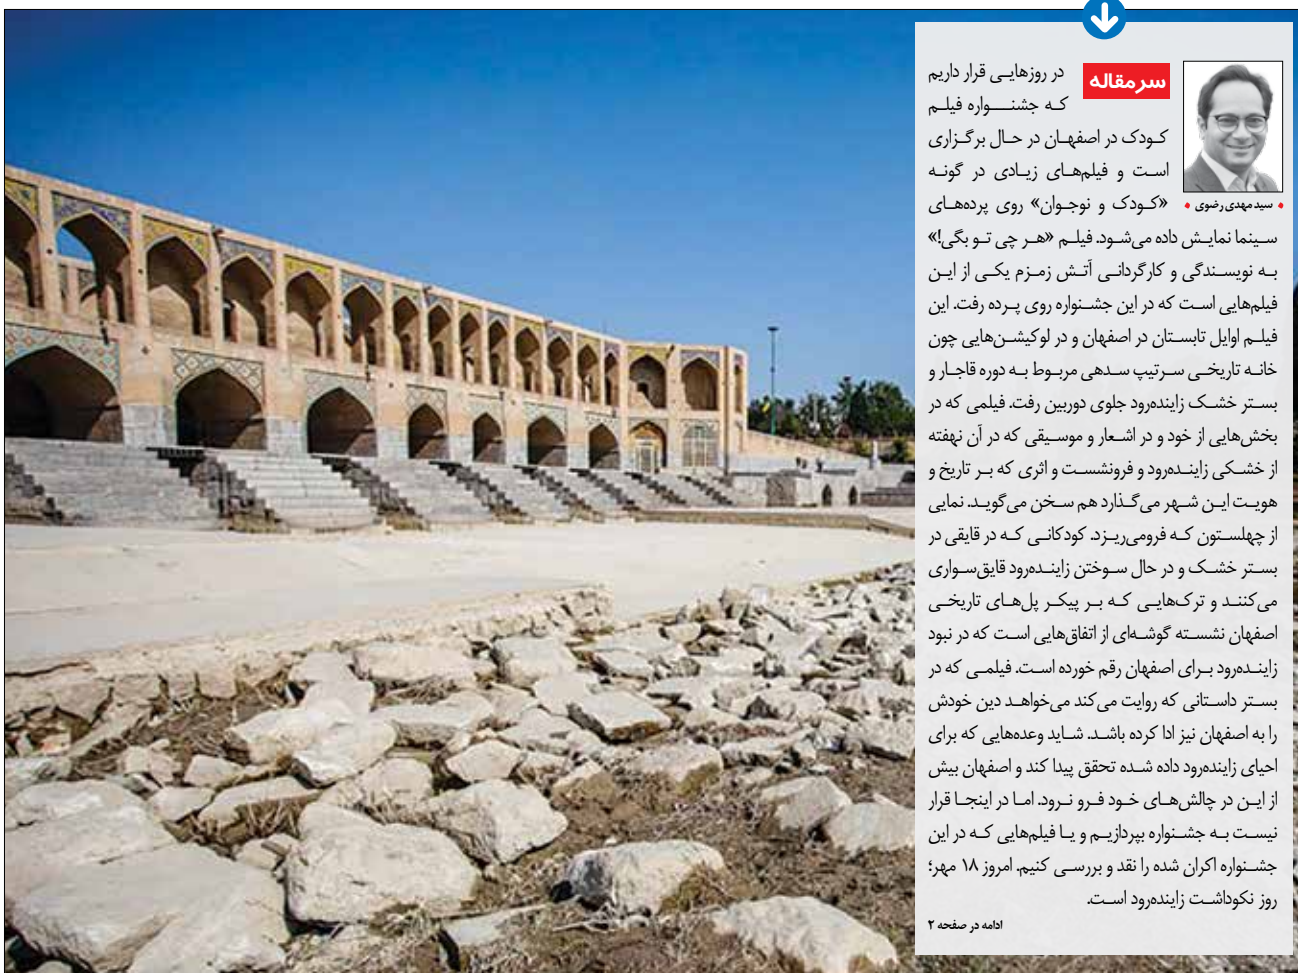 سرمقاله
سیدمهدی رضوی
در روزهایی قرار داریم
که جشنواره فیلم
کودک در اصفهان در حال برگزاری
است و فیلم‌های زیادی در گونه
«کودک و نوجوان» روی پرده‌های
سینما نمایش داده می‌شود. فیلم «هر چی تو بگی!»
به نویسندگی و کارگردانی آتش زمزم یکی از این
فیلم‌هایی است که در این جشنواره روی پرده رفت. این
فیلم اوایل تابستان در اصفهان و در لوکیشن‌هایی چون
خانه تاریخی سرتیپ سدهی مربوط به دوره قاجار و
بستر خشک زاینده‌رود جلوی دوربین رفت. فیلمی که در
بخش‌هایی از خود و در اشعار و موسیقی که در آن نهفته
از خشکی زاینده‌رود و فرونشست و اثری که بر تاریخ و
هویت این شهر می‌گذارد هم سخن می‌گوید. نمایی
از چهلستون که فرومی‌ریزد. کودکانی که در قایقی در
بستر خشک و در حال سوختن زاینده‌رود قایق‌سواری
می‌کنند و ترک‌هایی که بر پیکر پل‌های تاریخی
اصفهان نشسته گوشه‌ای از اتفاق‌هایی است که در نبود
زاینده‌رود برای اصفهان رقم خورده است. فیلمی که در
بستر داستانی که روایت می‌کند می‌خواهد دین خودش
را به اصفهان نیز ادا کرده باشد. شاید وعده‌هایی که برای
احیای زاینده‌رود داده شده تحقق پیدا کند و اصفهان بیش
از این در چالش‌های خود فرو نرود. اما در اینجا قرار
نیست به جشنواره بپردازیم و یا فیلم‌هایی که در این
جشنواره اکران شده را نقد و بررسی کنیم. امروز ۱۸ مهر؛
روز نکوداشت زاینده‌رود است.
ادامه در صفحه ۲